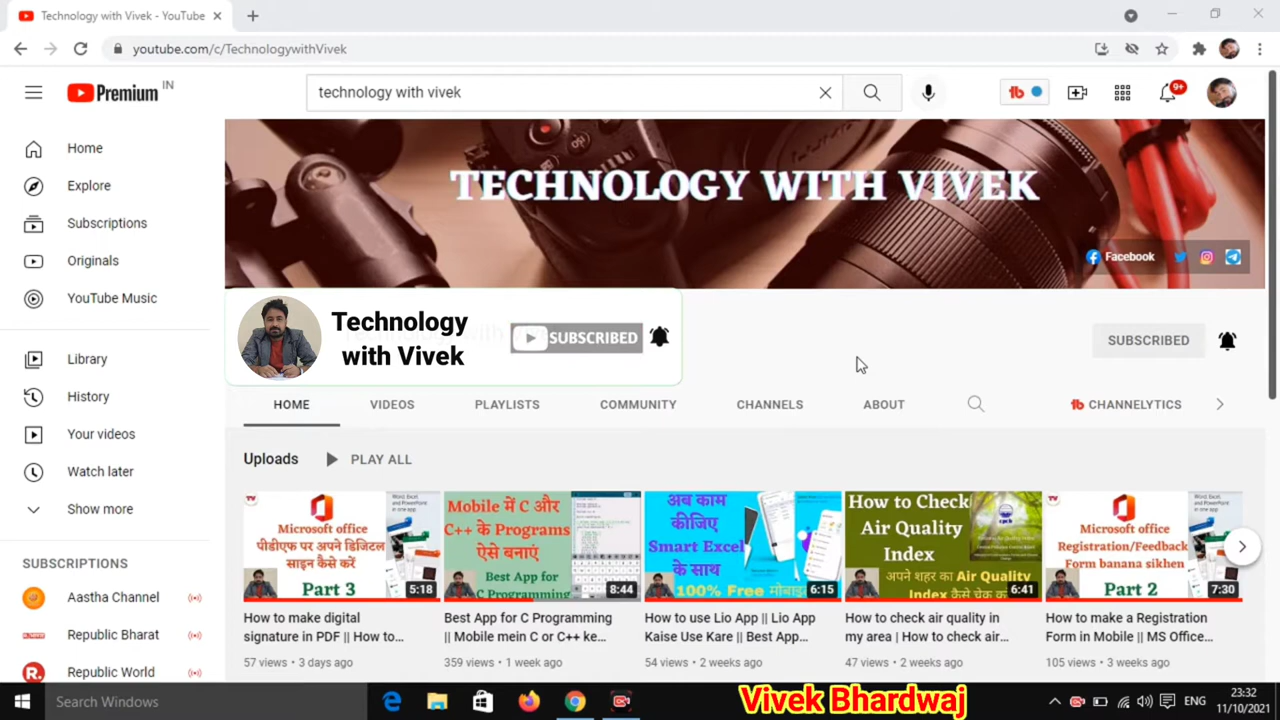 Technology with Vivek - YouTube
youtube.com/c/TechnologywithVivek
Premium IN
technology with vivek
9+
Home
Explore
Subscriptions
Originals
YouTube Music
Library
History
Your videos
Watch later
Show more
SUBSCRIPTIONS
Aastha Channel
Republic Bharat
Republic World
TECHNOLOGY WITH VIVEK
Facebook
Technology
with Vivek
SUBSCRIBED
SUBSCRIBED
HOME
VIDEOS
PLAYLISTS
COMMUNITY
CHANNELS
ABOUT
CHANNELYTICS
Uploads
PLAY ALL
Word, Excel,
and PowerPoint
in one app
Microsoft office
पीडीएफ पर अपने डिजिटल
साइन कैसे करें
Part 3
5:18
How to make digital
signature in PDF || How to...
57 views • 3 days ago
Mobile में C और
C++ के Programs
ऐसे बनाएं
Best App for
C Programming
8:44
Best App for C Programming
|| Mobile mein C or C++ ke...
359 views • 1 week ago
अब काम
कीजिए
Smart Excel
के साथ
100% Free मोबाइल
6:15
How to use Lio App || Lio App
Kaise Use Kare || Best App...
54 views • 2 weeks ago
How to Check
Air Quality
Index
अपने शहर का Air Quality
Index कैसे चेक करें
6:41
How to check air quality in
my area | How to check air...
47 views • 2 weeks ago
Word, Excel,
and PowerPoint
in one app
Microsoft office
Registration/Feedback
Form banana sikhen
Part 2
7:30
How to make a Registration
Form in Mobile || MS Office...
105 views • 3 weeks ago
Search Windows
Vivek Bhardwaj
ENG
23:32
11/10/2021